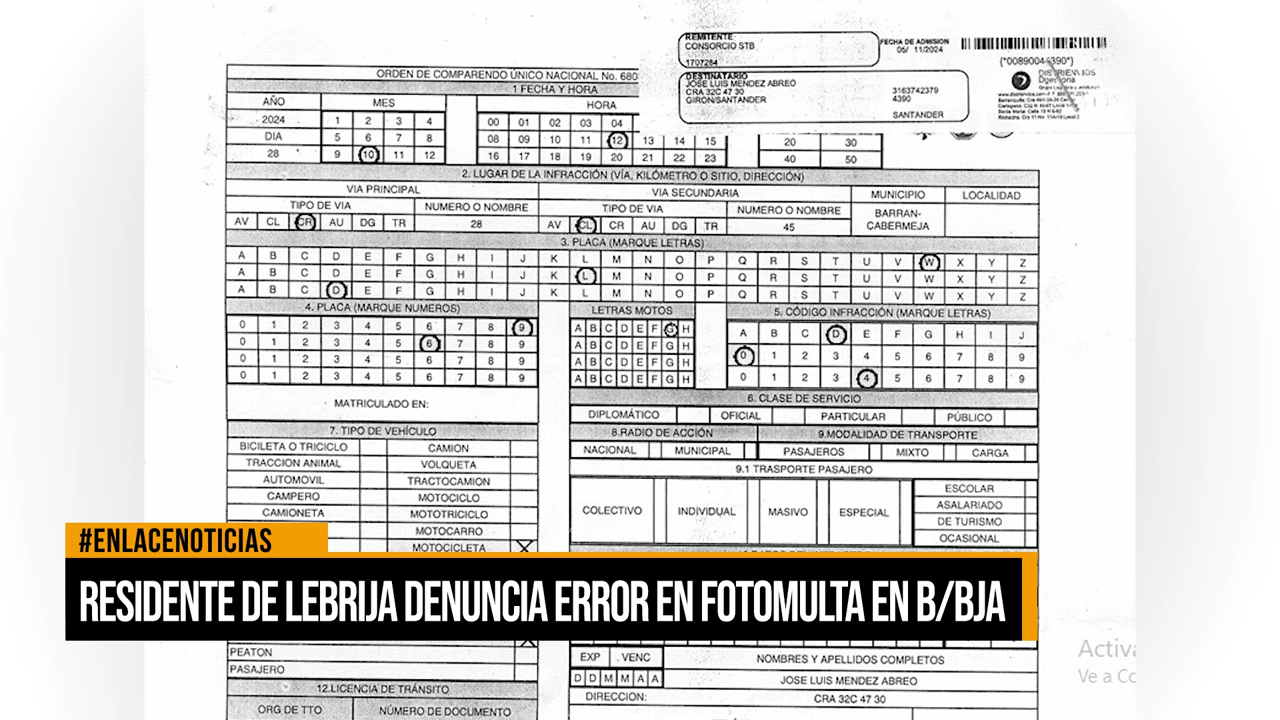 REMITENTE
CONSORCIO STB
1707284
FECHA DE ADMISION
05/ 11/2024
(*00890044390*)
DESTINATARIO
JOSE LUIS MENDEZ ABREO
CRA 32C 47 30
GIRON/SANTANDER
3163742379
4390
SANTANDER
ORDEN DE COMPARENDO ÚNICO NACIONAL No. 680
1 FECHA Y HORA
AÑO MES HORA
2024 1 2 3 4 00 01 02 03 04
DIA 5 6 7 8 08 09 10 11 12 13 14 15 20 30
28 9 10 11 12 16 17 18 19 20 21 22 23 40 50
2. LUGAR DE LA INFRACCIÓN (VÍA, KILÓMETRO O SITIO, DIRECCIÓN)
VIA PRINCIPAL VIA SECUNDARIA MUNICIPIO LOCALIDAD
TIPO DE VIA NUMERO O NOMBRE TIPO DE VIA NUMERO O NOMBRE BARRAN-
AV CL CR AU DG TR 28 AV CL CR AU DG TR 45 CABERMEJA
3. PLACA (MARQUE LETRAS)
A B C D E F G H I J K L M N O P Q R S T U V W X Y Z
A B C D E F G H I J K L M N O P Q R S T U V W X Y Z
A B C D E F G H I J K L M N O P Q R S T U V W X Y Z
4. PLACA (MARQUE NUMEROS) LETRAS MOTOS 5. CÓDIGO INFRACCIÓN (MARQUE LETRAS)
0 1 2 3 4 5 6 7 8 9 A B C D E F G H A B C D E F G H I J
0 1 2 3 4 5 6 7 8 9 A B C D E F G H 0 1 2 3 4 5 6 7 8 9
0 1 2 3 4 5 6 7 8 9 A B C D E F G H 0 1 2 3 4 5 6 7 8 9
0 1 2 3 4 5 6 7 8 9 A B C D E F G H
MATRICULADO EN:
6. CLASE DE SERVICIO
DIPLOMÁTICO OFICIAL PARTICULAR PÚBLICO
7. TIPO DE VEHÍCULO
BICILETA O TRICICLO CAMION
TRACCION ANIMAL VOLQUETA
AUTOMOVIL TRACTOCAMION
CAMPERO MOTOCICLO
CAMIONETA MOTOTRICICLO
MOTOCARRO
MOTOCICLETA X
8.RADIO DE ACCIÓN 9.MODALIDAD DE TRANSPORTE
NACIONAL MUNICIPAL PASAJEROS MIXTO CARGA
9.1 TRASPORTE PASAJERO
COLECTIVO INDIVIDUAL MASIVO ESPECIAL
ESCOLAR
ASALARIADO
DE TURISMO
OCASIONAL
#ENLACENOTICIAS
RESIDENTE DE LEBRIJA DENUNCIA ERROR EN FOTOMULTA EN B/BJA
PEATON
PASAJERO
12.LICENCIA DE TRÁNSITO
ORG DE TTO NÚMERO DE DOCUMENTO
EXP VENC NOMBRES Y APELLIDOS COMPLETOS
D D M M A A JOSE LUIS MENDEZ ABREO
DIRECCION: CRA 32C 47 30
Activa
Ve a Co